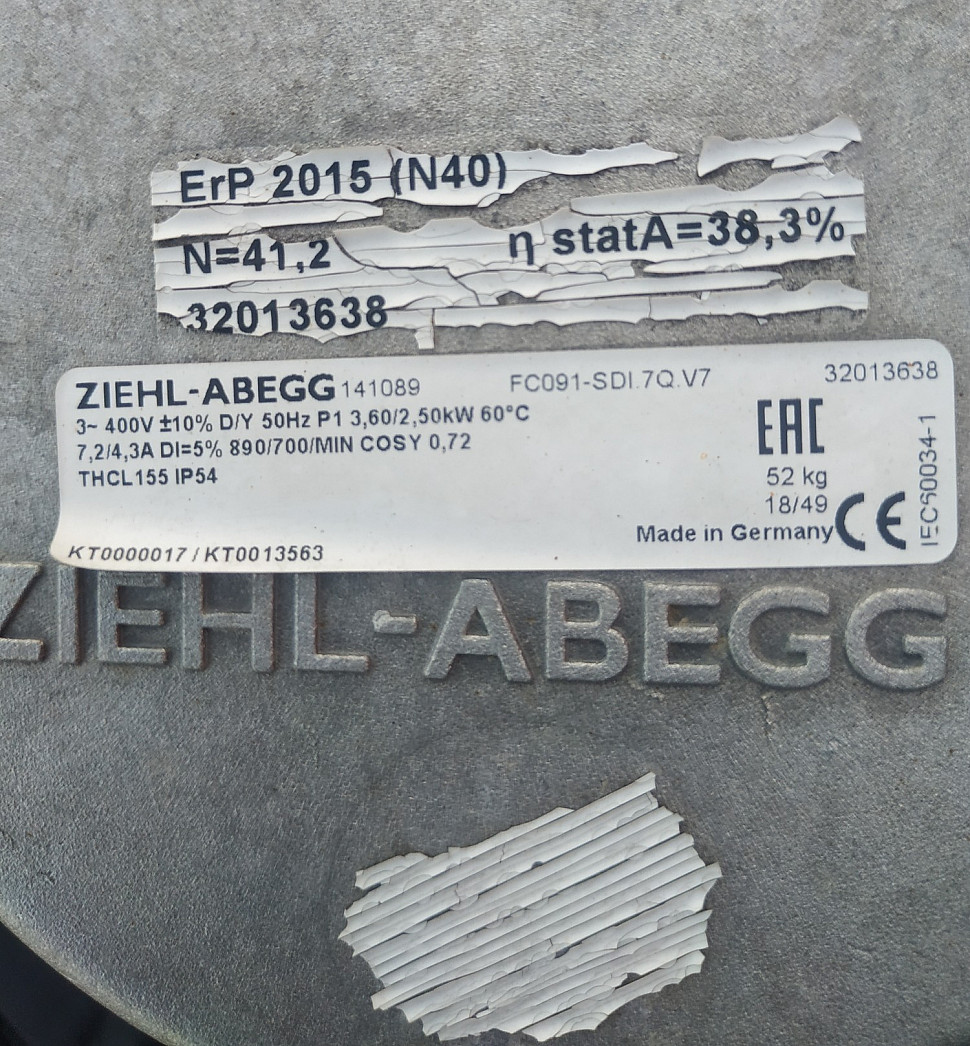 ErP 2015 (N40)
N=41,2 η statA=38,3%
32013638
ZIEHL-ABEGG 141089 FC091-SDI.7Q.V7 32013638
3~ 400V ±10% D/Y 50Hz P1 3,60/2,50kW 60°C
7,2/4,3A DI=5% 890/700/MIN COSY 0,72
THCL155 IP54
EAC
52 kg
18/49
Made in Germany CE
IEC60034-1
KT0000017 / KT0013563
ZIEHL-ABEGG